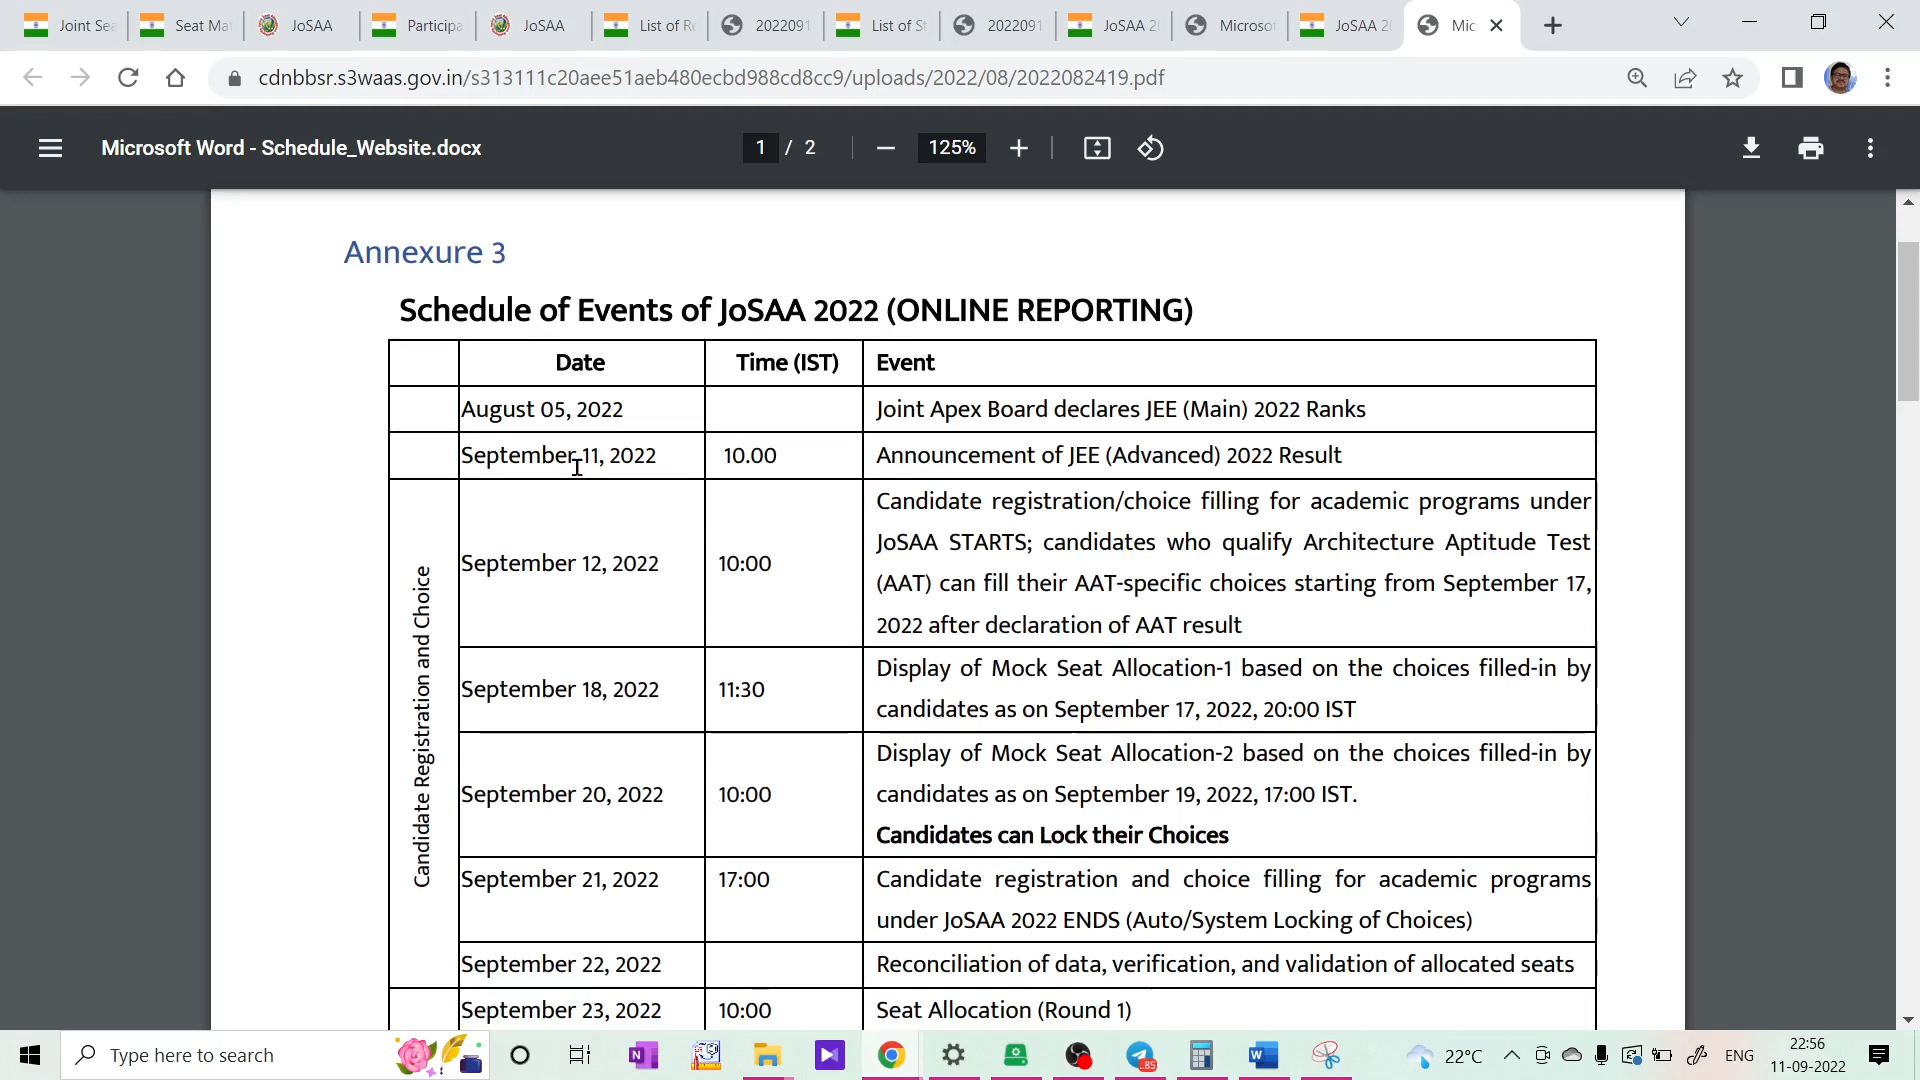 Joint Sea
Seat Mat
JoSAA
Participa
JoSAA
List of Re
2022091
List of St
2022091
JoSAA 20
Microsof
JoSAA 20
Mic
cdnbbsr.s3waas.gov.in/s313111c20aee51aeb480ecbd988cd8cc9/uploads/2022/08/2022082419.pdf
Microsoft Word - Schedule_Website.docx
1 / 2
125%
Annexure 3
Schedule of Events of JoSAA 2022 (ONLINE REPORTING)
Date Time (IST) Event
August 05, 2022 Joint Apex Board declares JEE (Main) 2022 Ranks
September 11, 2022 10.00 Announcement of JEE (Advanced) 2022 Result
Candidate Registration and Choice
September 12, 2022 10:00 Candidate registration/choice filling for academic programs under
JoSAA STARTS; candidates who qualify Architecture Aptitude Test
(AAT) can fill their AAT-specific choices starting from September 17,
2022 after declaration of AAT result
September 18, 2022 11:30 Display of Mock Seat Allocation-1 based on the choices filled-in by
candidates as on September 17, 2022, 20:00 IST
September 20, 2022 10:00 Display of Mock Seat Allocation-2 based on the choices filled-in by
candidates as on September 19, 2022, 17:00 IST.
Candidates can Lock their Choices
September 21, 2022 17:00 Candidate registration and choice filling for academic programs
under JoSAA 2022 ENDS (Auto/System Locking of Choices)
September 22, 2022 Reconciliation of data, verification, and validation of allocated seats
September 23, 2022 10:00 Seat Allocation (Round 1)
Type here to search
85
22°C
ENG
22:56
11-09-2022